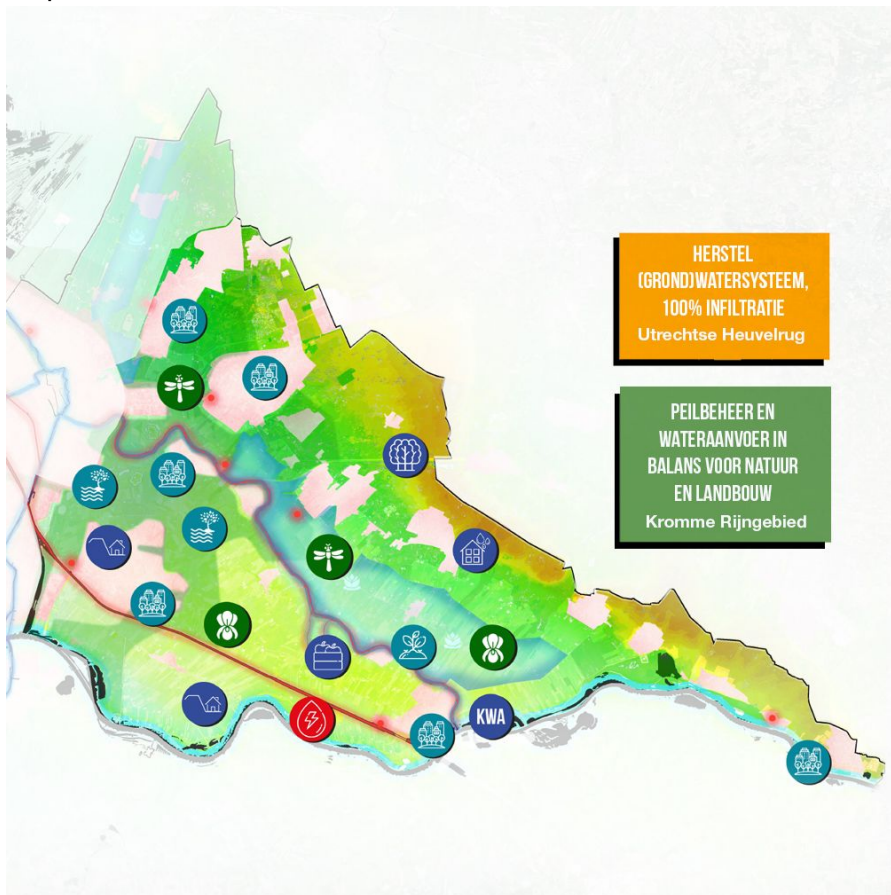 HERSTEL
(GROND)WATERSYSTEEM,
100% INFILTRATIE
Utrechtse Heuvelrug
PEILBEHEER EN
WATERAANVOER IN
BALANS VOOR NATUUR
EN LANDBOUW
Kromme Rijngebied
KWA